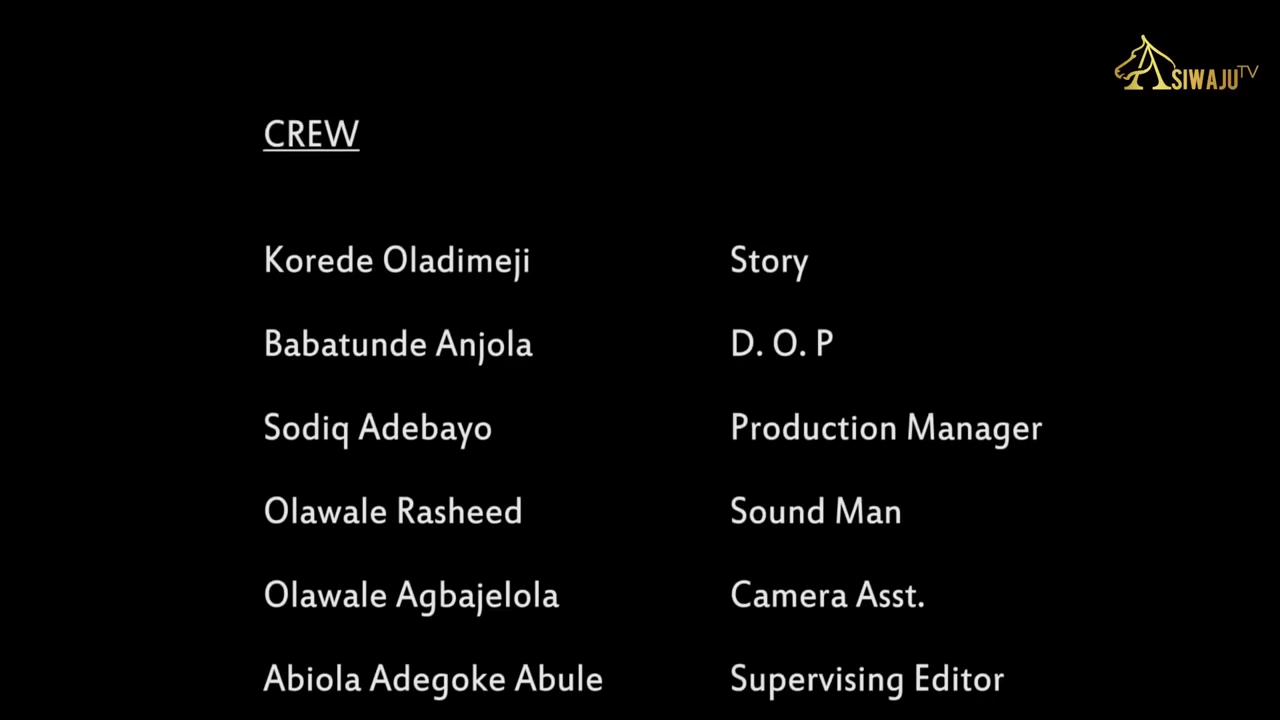 ASIWAJU TV
CREW
Korede Oladimeji Story
Babatunde Anjola D. O. P
Sodiq Adebayo Production Manager
Olawale Rasheed Sound Man
Olawale Agbajelola Camera Asst.
Abiola Adegoke Abule Supervising Editor